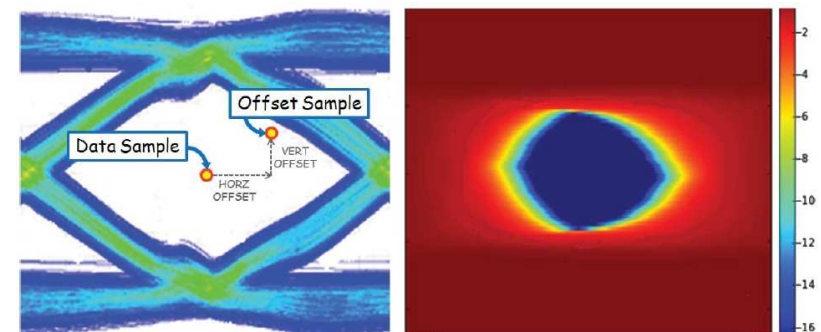 Offset Sample
Data Sample
VERT
OFFSET
HORZ
OFFSET
-2
-4
-6
-8
-10
-12
-14
-16